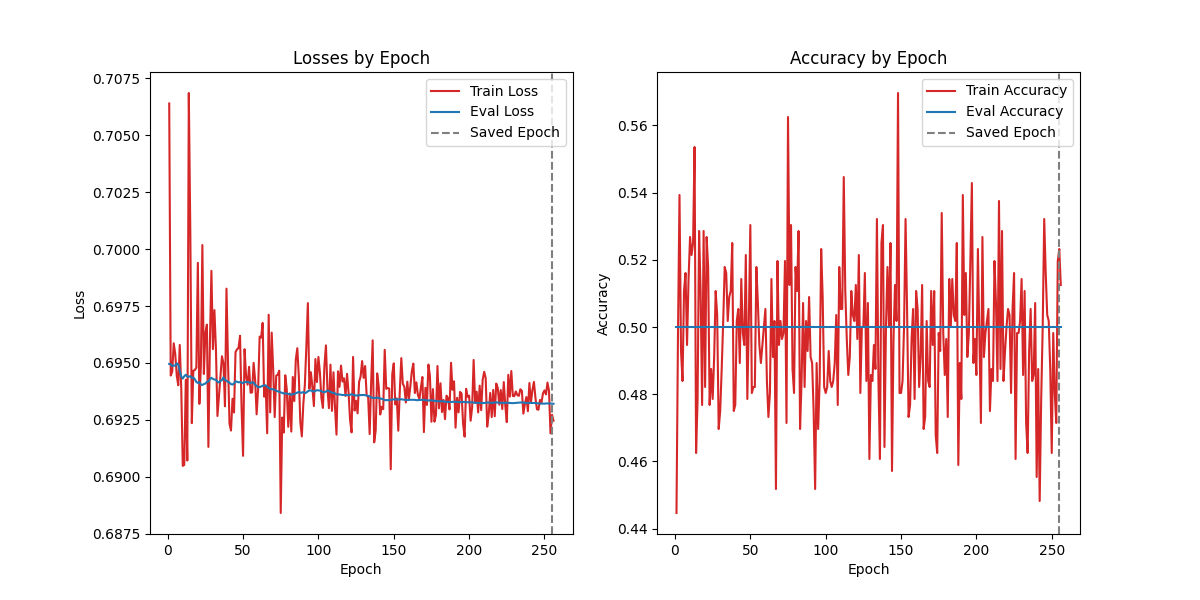 Losses by Epoch
0.7075
0.7050
0.7025
0.7000
0.6975
0.6950
0.6925
0.6900
0.6875
Loss
0
50
100
150
200
250
Epoch
Train Loss
Eval Loss
Saved Epoch
Accuracy by Epoch
0.56
0.54
0.52
0.50
0.48
0.46
0.44
Accuracy
0
50
100
150
200
250
Epoch
Train Accuracy
Eval Accuracy
Saved Epoch